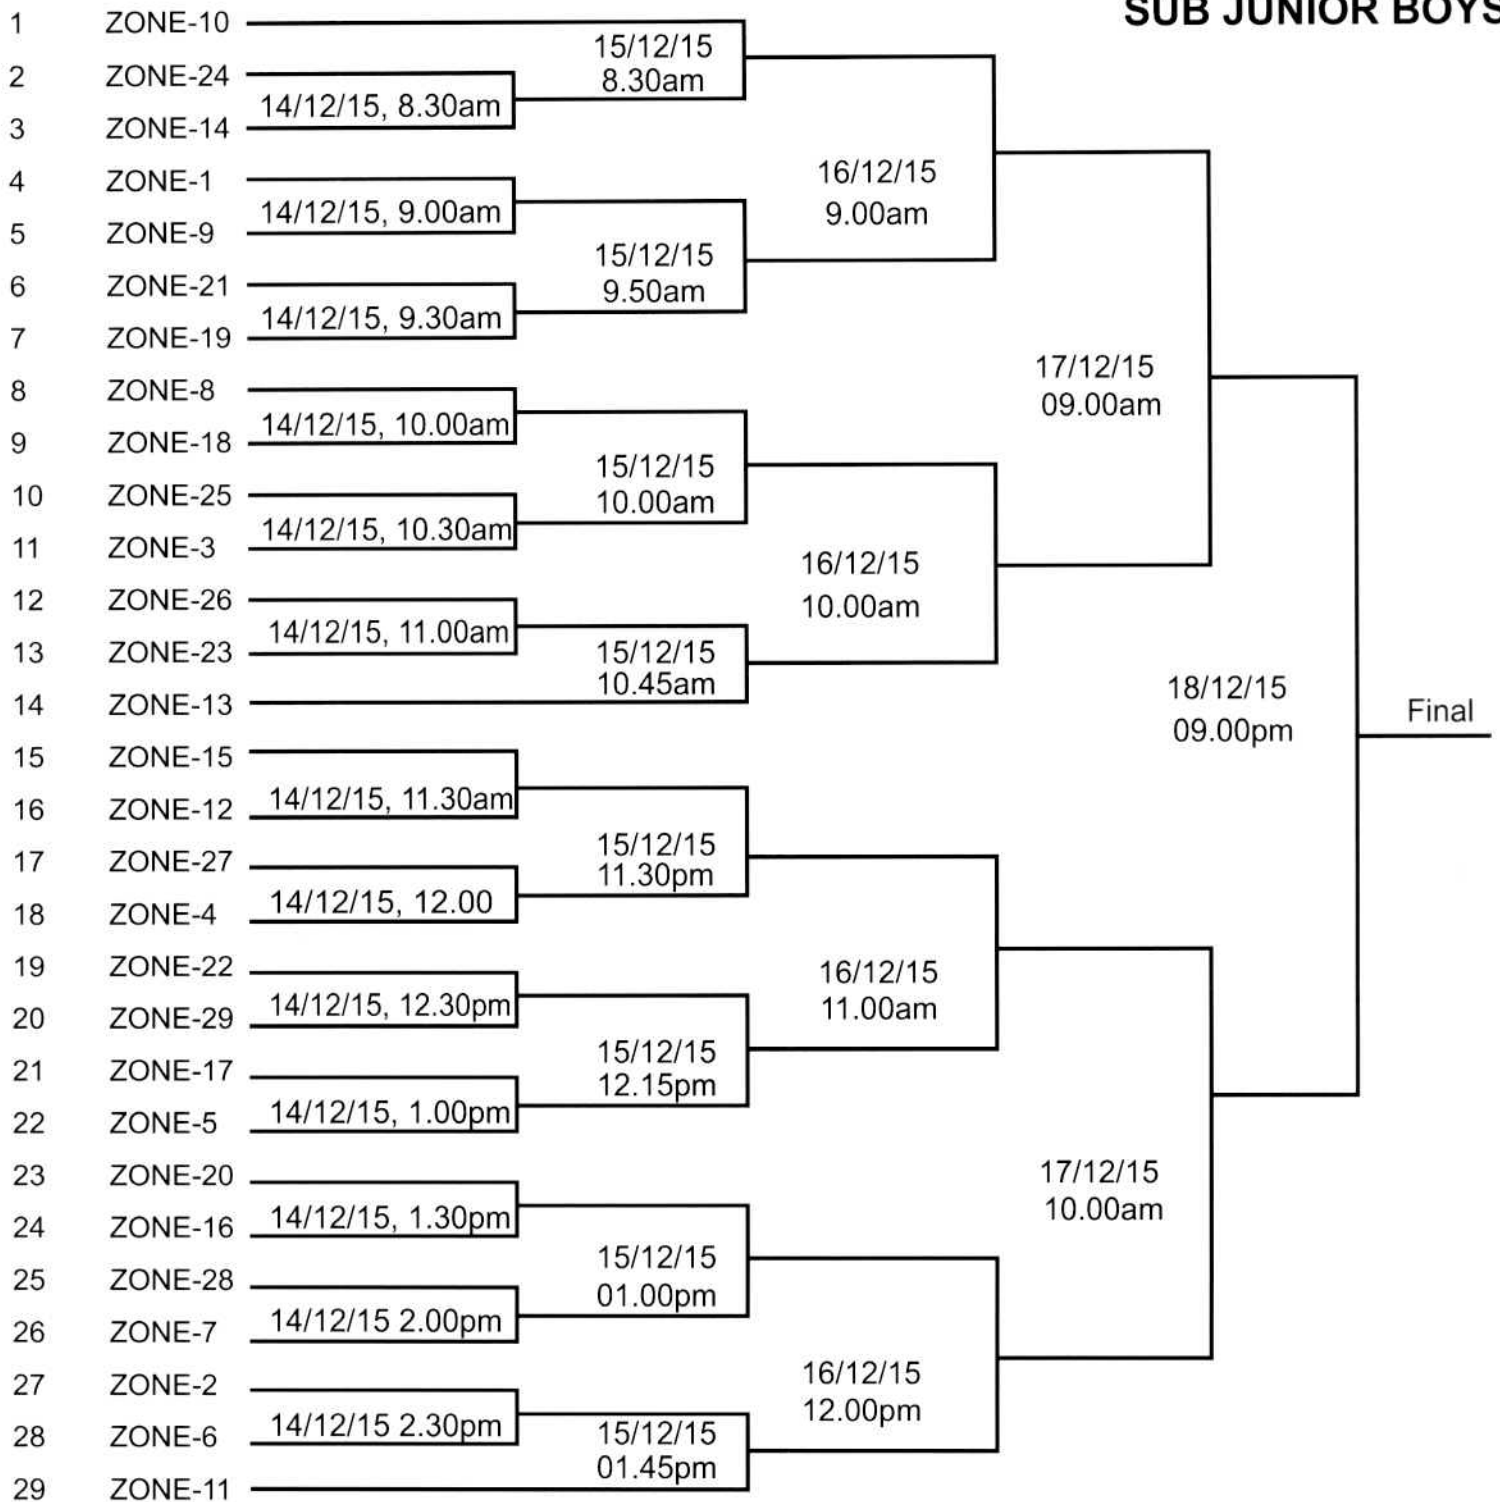 SUB JUNIOR BOYS
1 ZONE-10
15/12/15
8.30am
2 ZONE-24
14/12/15, 8.30am
3 ZONE-14
4 ZONE-1
16/12/15
9.00am
14/12/15, 9.00am
5 ZONE-9
15/12/15
9.50am
6 ZONE-21
14/12/15, 9.30am
7 ZONE-19
17/12/15
09.00am
8 ZONE-8
14/12/15, 10.00am
9 ZONE-18
15/12/15
10.00am
10 ZONE-25
14/12/15, 10.30am
11 ZONE-3
16/12/15
10.00am
12 ZONE-26
14/12/15, 11.00am
13 ZONE-23
15/12/15
10.45am
14 ZONE-13
18/12/15
09.00pm
Final
15 ZONE-15
14/12/15, 11.30am
16 ZONE-12
15/12/15
11.30pm
17 ZONE-27
14/12/15, 12.00
18 ZONE-4
19 ZONE-22
16/12/15
11.00am
14/12/15, 12.30pm
20 ZONE-29
15/12/15
12.15pm
21 ZONE-17
14/12/15, 1.00pm
22 ZONE-5
23 ZONE-20
17/12/15
10.00am
14/12/15, 1.30pm
24 ZONE-16
15/12/15
01.00pm
25 ZONE-28
14/12/15 2.00pm
26 ZONE-7
16/12/15
12.00pm
27 ZONE-2
14/12/15 2.30pm
28 ZONE-6
15/12/15
01.45pm
29 ZONE-11